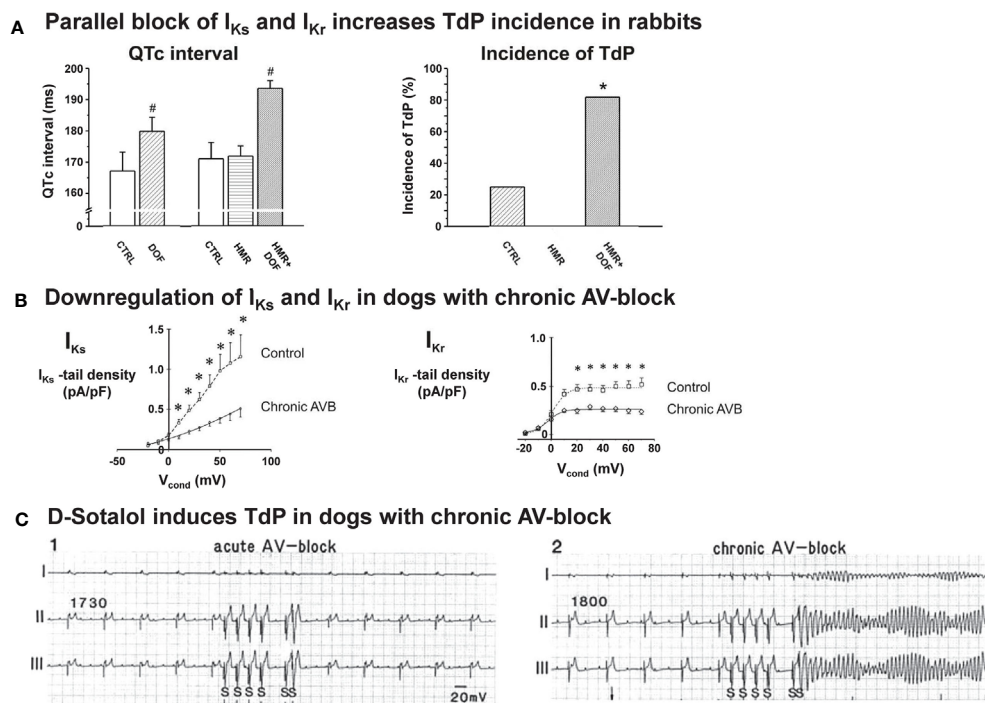 A Parallel block of IKs and IKr increases TdP incidence in rabbits
QTc interval
QTc interval (ms)
200
190
180
170
160
0
#
#
CTRL
DOF
CTRL
HMR
HMR+
DOF
Incidence of TdP
Incidence of TdP (%)
100
80
60
40
20
0
*
CTRL
HMR
HMR+
DOF
B Downregulation of IKs and IKr in dogs with chronic AV-block
IKs
IKs -tail density
(pA/pF)
1.5
1.0
0.5
0
* * * * * * *
Control
Chronic AVB
-50 0 50 100
Vcond (mV)
IKr
IKr -tail density
(pA/pF)
1.0
0.5
0
* * * * * *
Control
Chronic AVB
-20 0 20 40 60 80
Vcond (mV)
C D-Sotalol induces TdP in dogs with chronic AV-block
1 acute AV-block
I
1730
II
III
S S S S SS
20mV
2 chronic AV-block
I
1800
II
III
S S S S SS